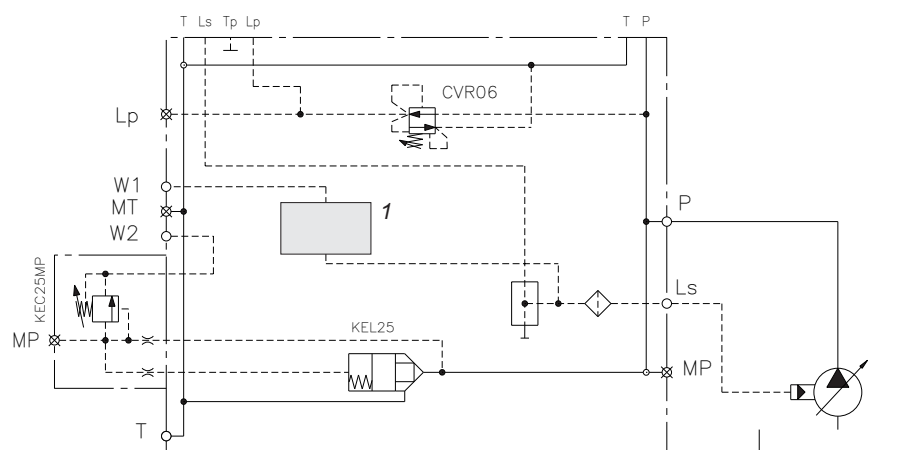 T Ls Tp Lp T P
CVR06
Lp
W1
MT
W2
1
P
KEC25MP
Ls
MP
KEL25
MP
T